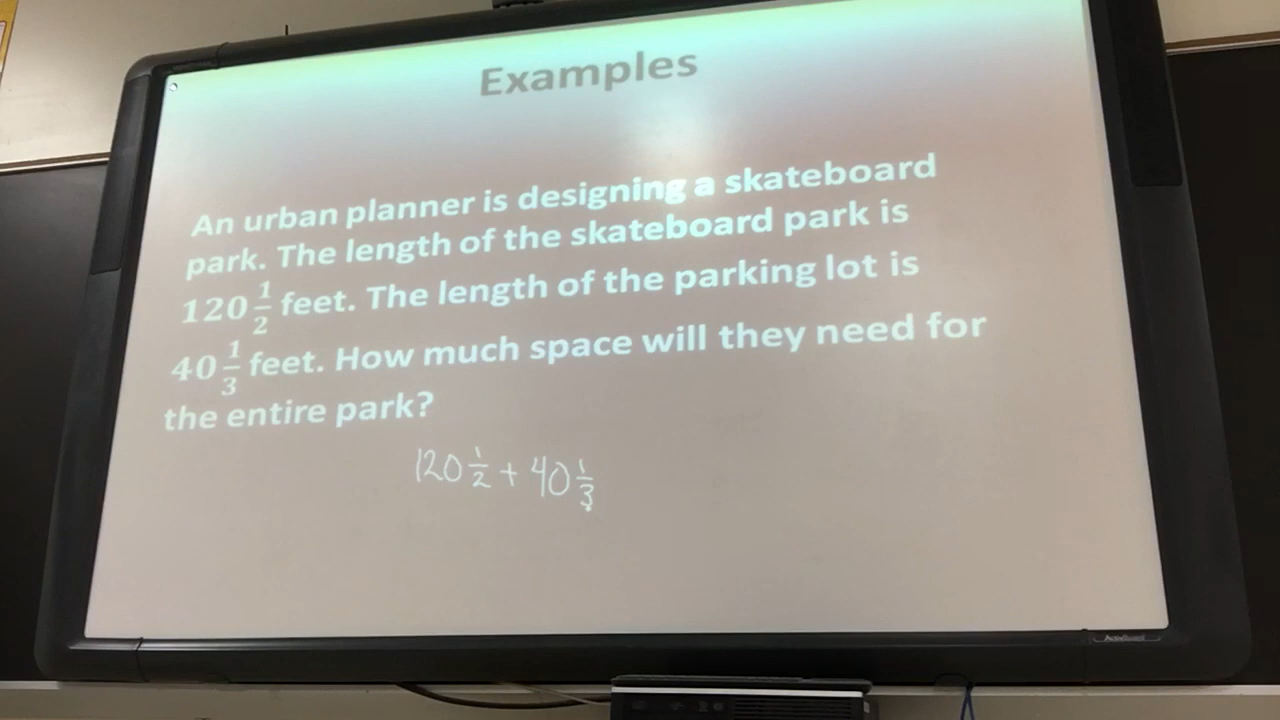 Examples
An urban planner is designing a skateboard
park. The length of the skateboard park is
120 1/2 feet. The length of the parking lot is
40 1/3 feet. How much space will they need for
the entire park?
120 1/2 + 40 1/3